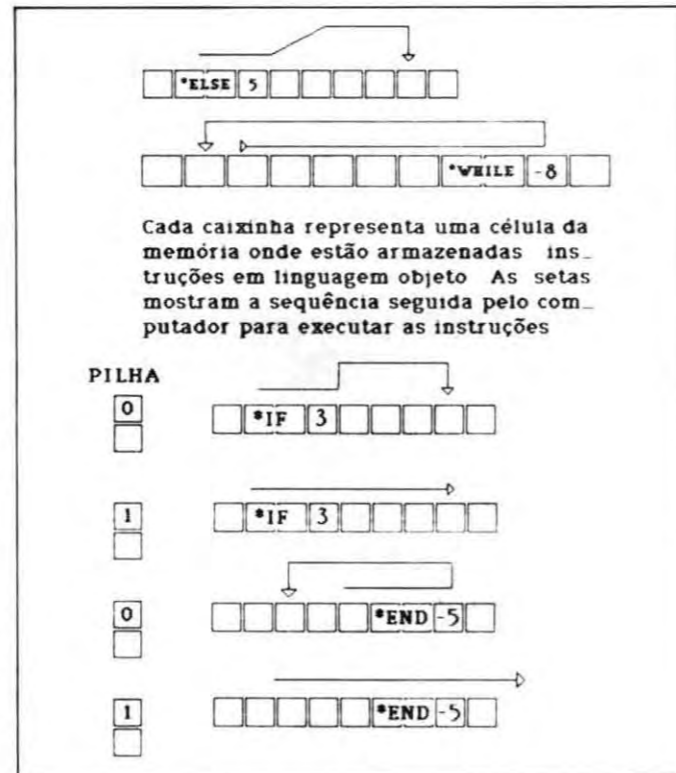 *ELSE 5
*WHILE -8
Cada caixinha representa uma célula da
memória onde estão armazenadas ins_
truções em linguagem objeto As setas
mostram a sequência seguida pelo com_
putador para executar as instruções
PILHA
0 *IF 3
1 *IF 3
0 *END -5
1 *END -5